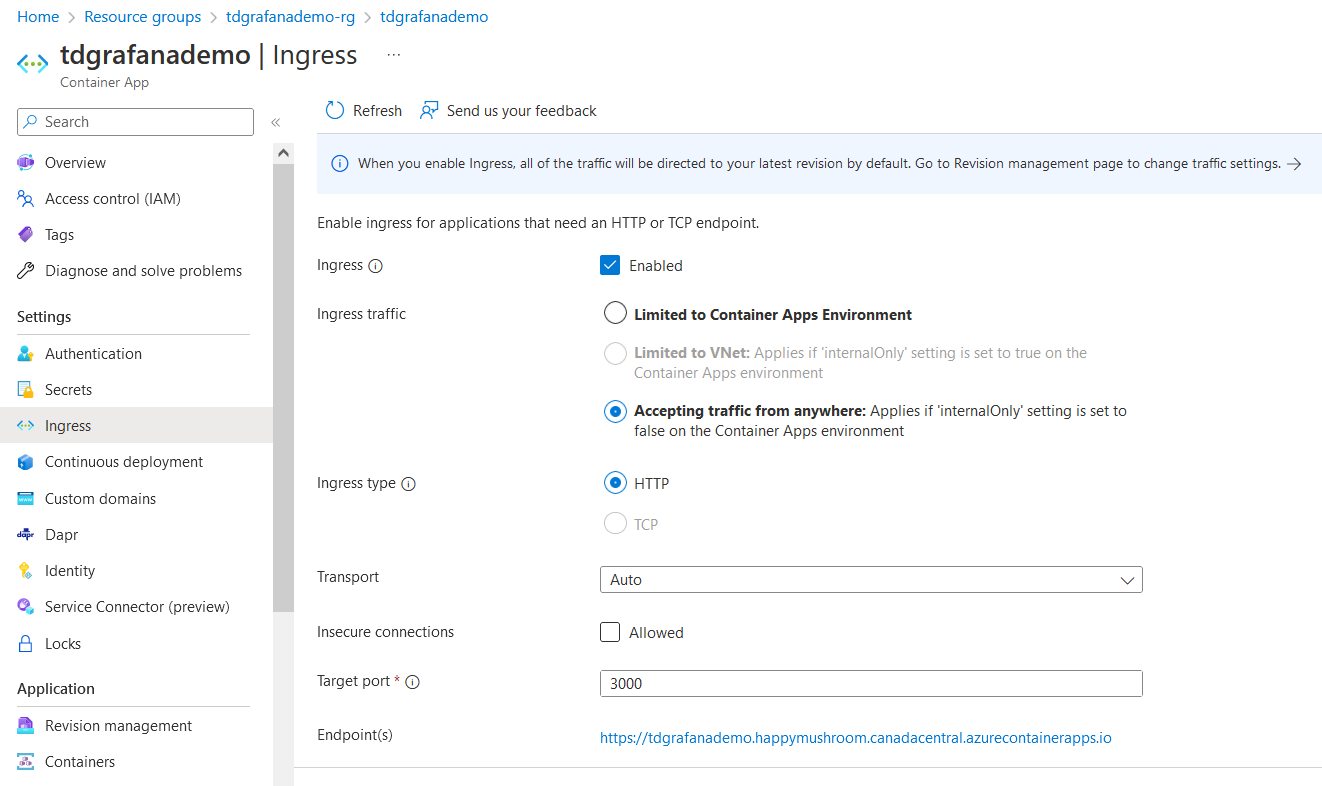 Home > Resource groups > tdgrafanademo-rg > tdgrafanademo
tdgrafanademo | Ingress ...
Container App
Search
«
Overview
Access control (IAM)
Tags
Diagnose and solve problems
Settings
Authentication
Secrets
Ingress
Continuous deployment
Custom domains
Dapr
Identity
Service Connector (preview)
Locks
Application
Revision management
Containers
Refresh
Send us your feedback
When you enable Ingress, all of the traffic will be directed to your latest revision by default. Go to Revision management page to change traffic settings. →
Enable ingress for applications that need an HTTP or TCP endpoint.
Ingress
Enabled
Ingress traffic
Limited to Container Apps Environment
Limited to VNet: Applies if 'internalOnly' setting is set to true on the
Container Apps environment
Accepting traffic from anywhere: Applies if 'internalOnly' setting is set to
false on the Container Apps environment
Ingress type
HTTP
TCP
Transport
Auto
Insecure connections
Allowed
Target port *
3000
Endpoint(s)
https://tdgrafanademo.happymushroom.canadacentral.azurecontainerapps.io